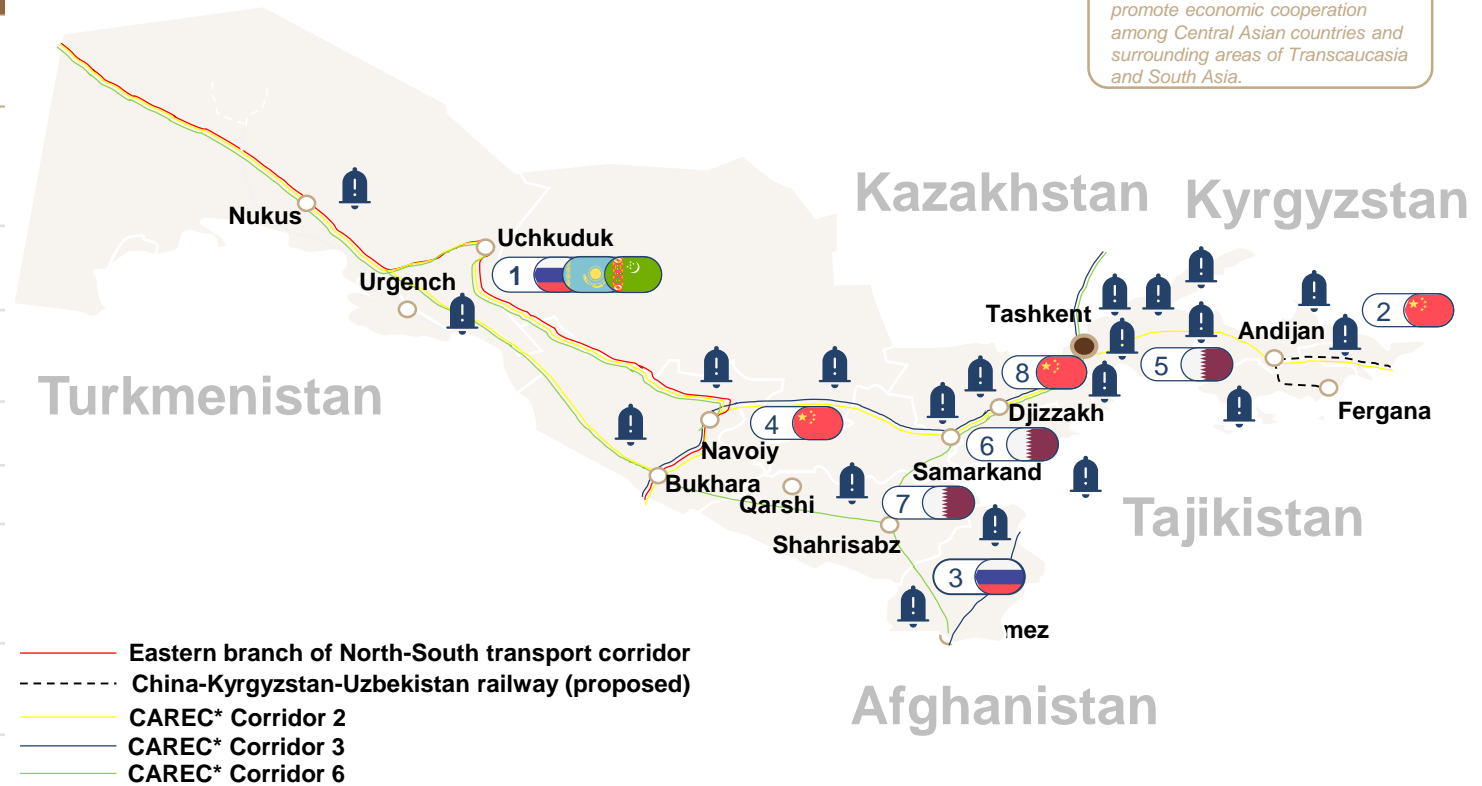 promote economic cooperation
among Central Asian countries and
surrounding areas of Transcaucasia
and South Asia.
Kazakhstan
Kyrgyzstan
Nukus
Uchkuduk
1
Urgench
Tashkent
2
Andijan
5
8
Turkmenistan
Djizzakh
Fergana
4
Navoiy
6
Samarkand
Bukhara
Qarshi
7
Tajikistan
Shahrisabz
3
mez
Eastern branch of North-South transport corridor
China-Kyrgyzstan-Uzbekistan railway (proposed)
CAREC* Corridor 2
CAREC* Corridor 3
CAREC* Corridor 6
Afghanistan